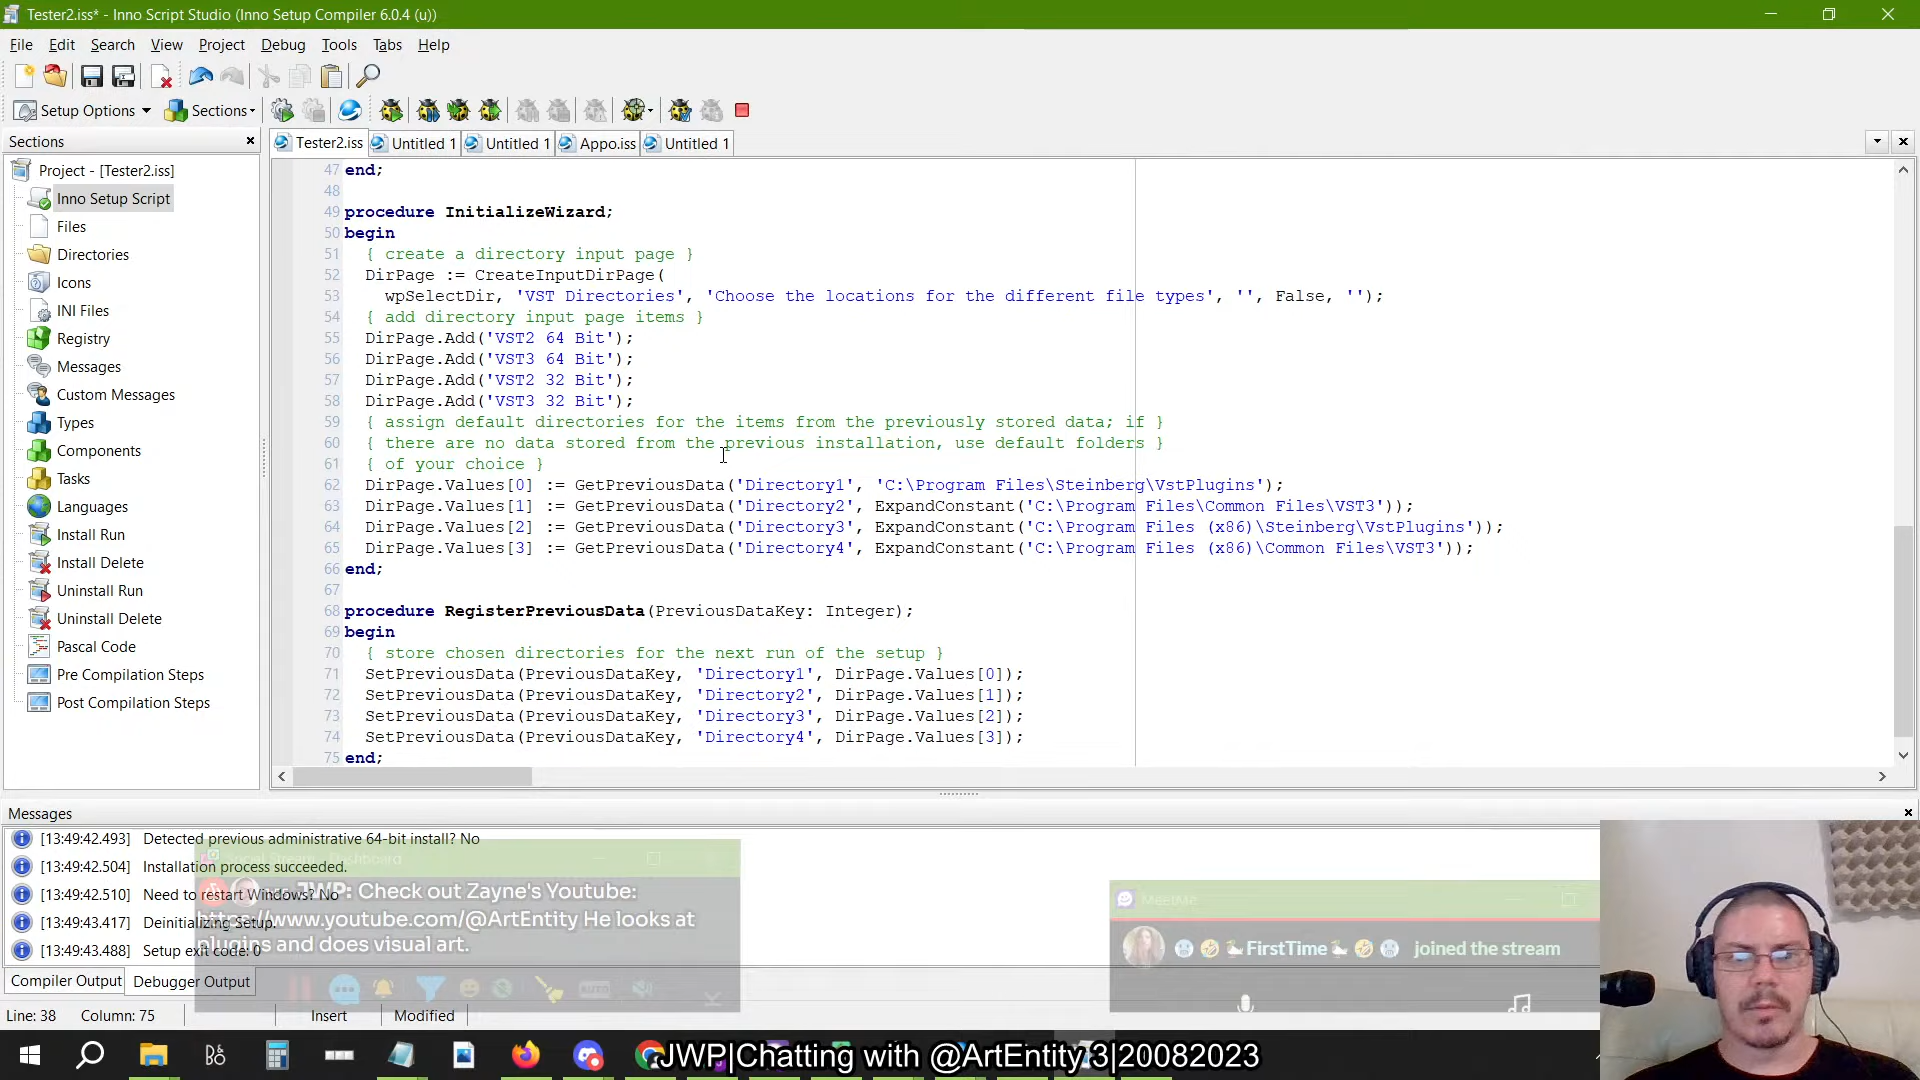 Tester2.iss* - Inno Script Studio (Inno Setup Compiler 6.0.4 (u))
File Edit Search View Project Debug Tools Tabs Help
Setup Options Sections
Sections
Tester2.iss Untitled 1 Untitled 1 Appo.iss Untitled 1
Project - [Tester2.iss]
Inno Setup Script
Files
Directories
Icons
INI Files
Registry
Messages
Custom Messages
Types
Components
Tasks
Languages
Install Run
Install Delete
Uninstall Run
Uninstall Delete
Pascal Code
Pre Compilation Steps
Post Compilation Steps
47 end;
48
49 procedure InitializeWizard;
50 begin
51 { create a directory input page }
52 DirPage := CreateInputDirPage(
53 wpSelectDir, 'VST Directories', 'Choose the locations for the different file types', '', False, '');
54 { add directory input page items }
55 DirPage.Add('VST2 64 Bit');
56 DirPage.Add('VST3 64 Bit');
57 DirPage.Add('VST2 32 Bit');
58 DirPage.Add('VST3 32 Bit');
59 { assign default directories for the items from the previously stored data; if }
60 { there are no data stored from the previous installation, use default folders }
61 { of your choice }
62 DirPage.Values[0] := GetPreviousData('Directory1', 'C:\Program Files\Steinberg\VstPlugins');
63 DirPage.Values[1] := GetPreviousData('Directory2', ExpandConstant('C:\Program Files\Common Files\VST3'));
64 DirPage.Values[2] := GetPreviousData('Directory3', ExpandConstant('C:\Program Files (x86)\Steinberg\VstPlugins'));
65 DirPage.Values[3] := GetPreviousData('Directory4', ExpandConstant('C:\Program Files (x86)\Common Files\VST3'));
66 end;
67
68 procedure RegisterPreviousData(PreviousDataKey: Integer);
69 begin
70 { store chosen directories for the next run of the setup }
71 SetPreviousData(PreviousDataKey, 'Directory1', DirPage.Values[0]);
72 SetPreviousData(PreviousDataKey, 'Directory2', DirPage.Values[1]);
73 SetPreviousData(PreviousDataKey, 'Directory3', DirPage.Values[2]);
74 SetPreviousData(PreviousDataKey, 'Directory4', DirPage.Values[3]);
75 end;
Messages
[13:49:42.493] Detected previous administrative 64-bit install? No
[13:49:42.504] Installation process succeeded.
[13:49:42.510] Need to restart Windows? No
[13:49:43.417] Deinitializing Setup.
[13:49:43.488] Setup exit code: 0
JWP: Check out Zayne's Youtube:
https://www.youtube.com/@ArtEntity He looks at
plugins and does visual art.
AUTO
MeetMe
FirstTime joined the stream
Compiler Output Debugger Output
Line: 38 Column: 75 Insert Modified
JWP|Chatting with @ArtEntity 3|20082023